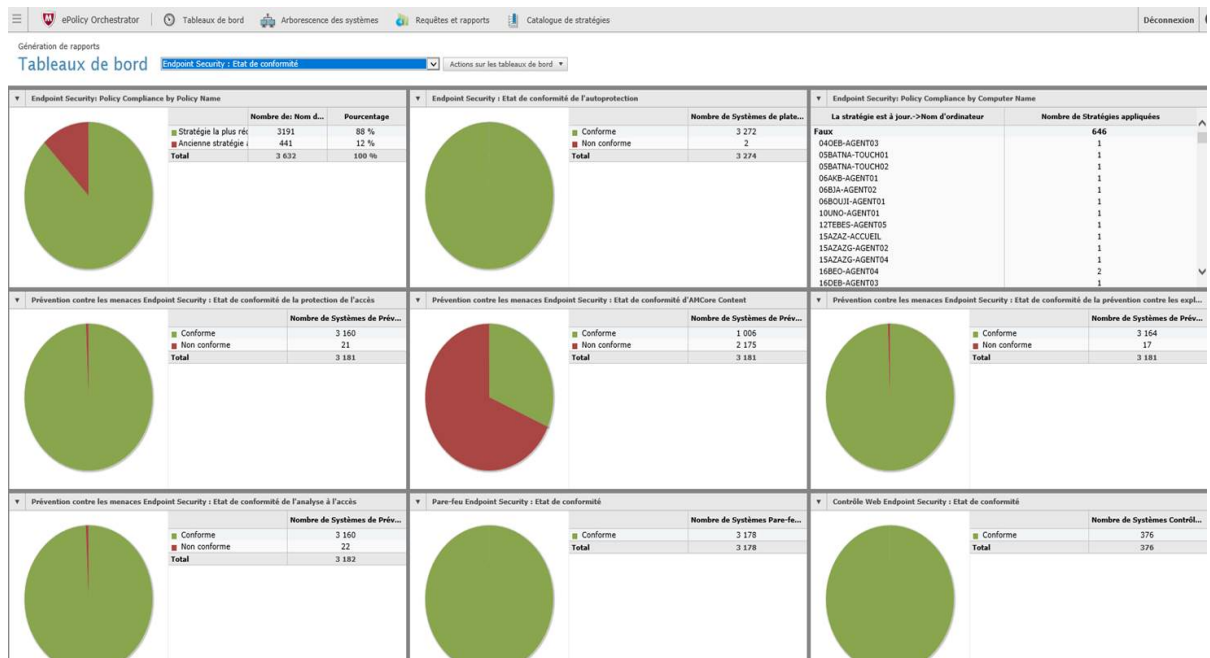 ePolicy Orchestrator Tableaux de bord Arborescence des systèmes Requêtes et rapports Catalogue de stratégies Déconnexion
Génération de rapports
Tableaux de bord Endpoint Security : Etat de conformité Actions sur les tableaux de bord
Endpoint Security: Policy Compliance by Policy Name
Nombre de: Nom d... Pourcentage
Stratégie la plus réc 3191 88 %
Ancienne stratégie 441 12 %
Total 3 632 100 %
Endpoint Security : Etat de conformité de l'autoprotection
Nombre de Systèmes de plate...
Conforme 3 272
Non conforme 2
Total 3 274
Endpoint Security: Policy Compliance by Computer Name
La stratégie est à jour.->Nom d'ordinateur Nombre de Stratégies appliquées
Faux 646
04OEB-AGENT03 1
05BATNA-TOUCH01 1
05BATNA-TOUCH02 1
06AKB-AGENT01 1
06BJA-AGENT02 1
06BOUJI-AGENT01 1
10UNO-AGENT01 1
12TEBES-AGENT05 1
15AZAZ-ACCUEIL 1
15AZAZG-AGENT02 1
15AZAZG-AGENT04 1
16BEO-AGENT04 2
16DEB-AGENT03 1
Prévention contre les menaces Endpoint Security : Etat de conformité de la protection de l'accès
Nombre de Systèmes de Prév...
Conforme 3 160
Non conforme 21
Total 3 181
Prévention contre les menaces Endpoint Security : Etat de conformité d'AMCore Content
Nombre de Systèmes de Prév...
Conforme 1 006
Non conforme 2 175
Total 3 181
Prévention contre les menaces Endpoint Security : Etat de conformité de la prévention contre les expl...
Nombre de Systèmes de Prév...
Conforme 3 164
Non conforme 17
Total 3 181
Prévention contre les menaces Endpoint Security : Etat de conformité de l'analyse à l'accès
Nombre de Systèmes de Prév...
Conforme 3 160
Non conforme 22
Total 3 182
Pare-feu Endpoint Security : Etat de conformité
Nombre de Systèmes Pare-fe...
Conforme 3 178
Total 3 178
Contrôle Web Endpoint Security : Etat de conformité
Nombre de Systèmes Contrôl...
Conforme 376
Total 376